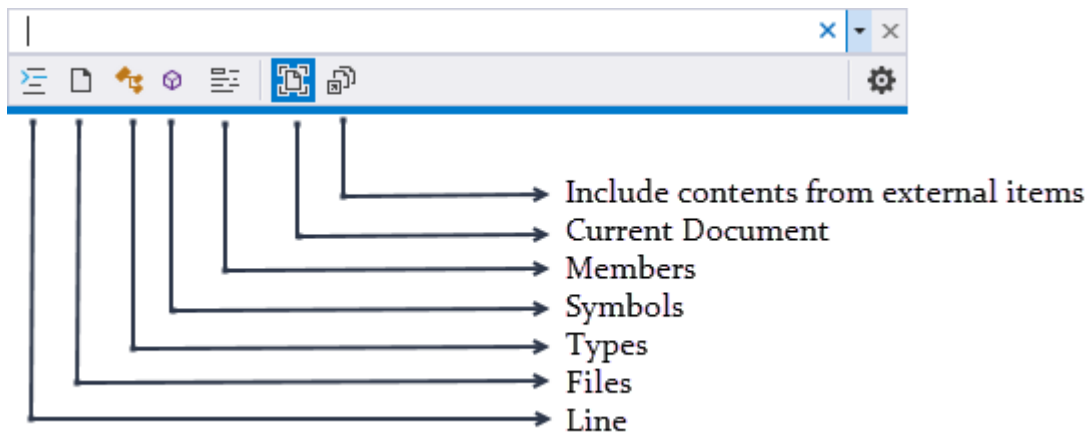 Include contents from external items
Current Document
Members
Symbols
Types
Files
Line